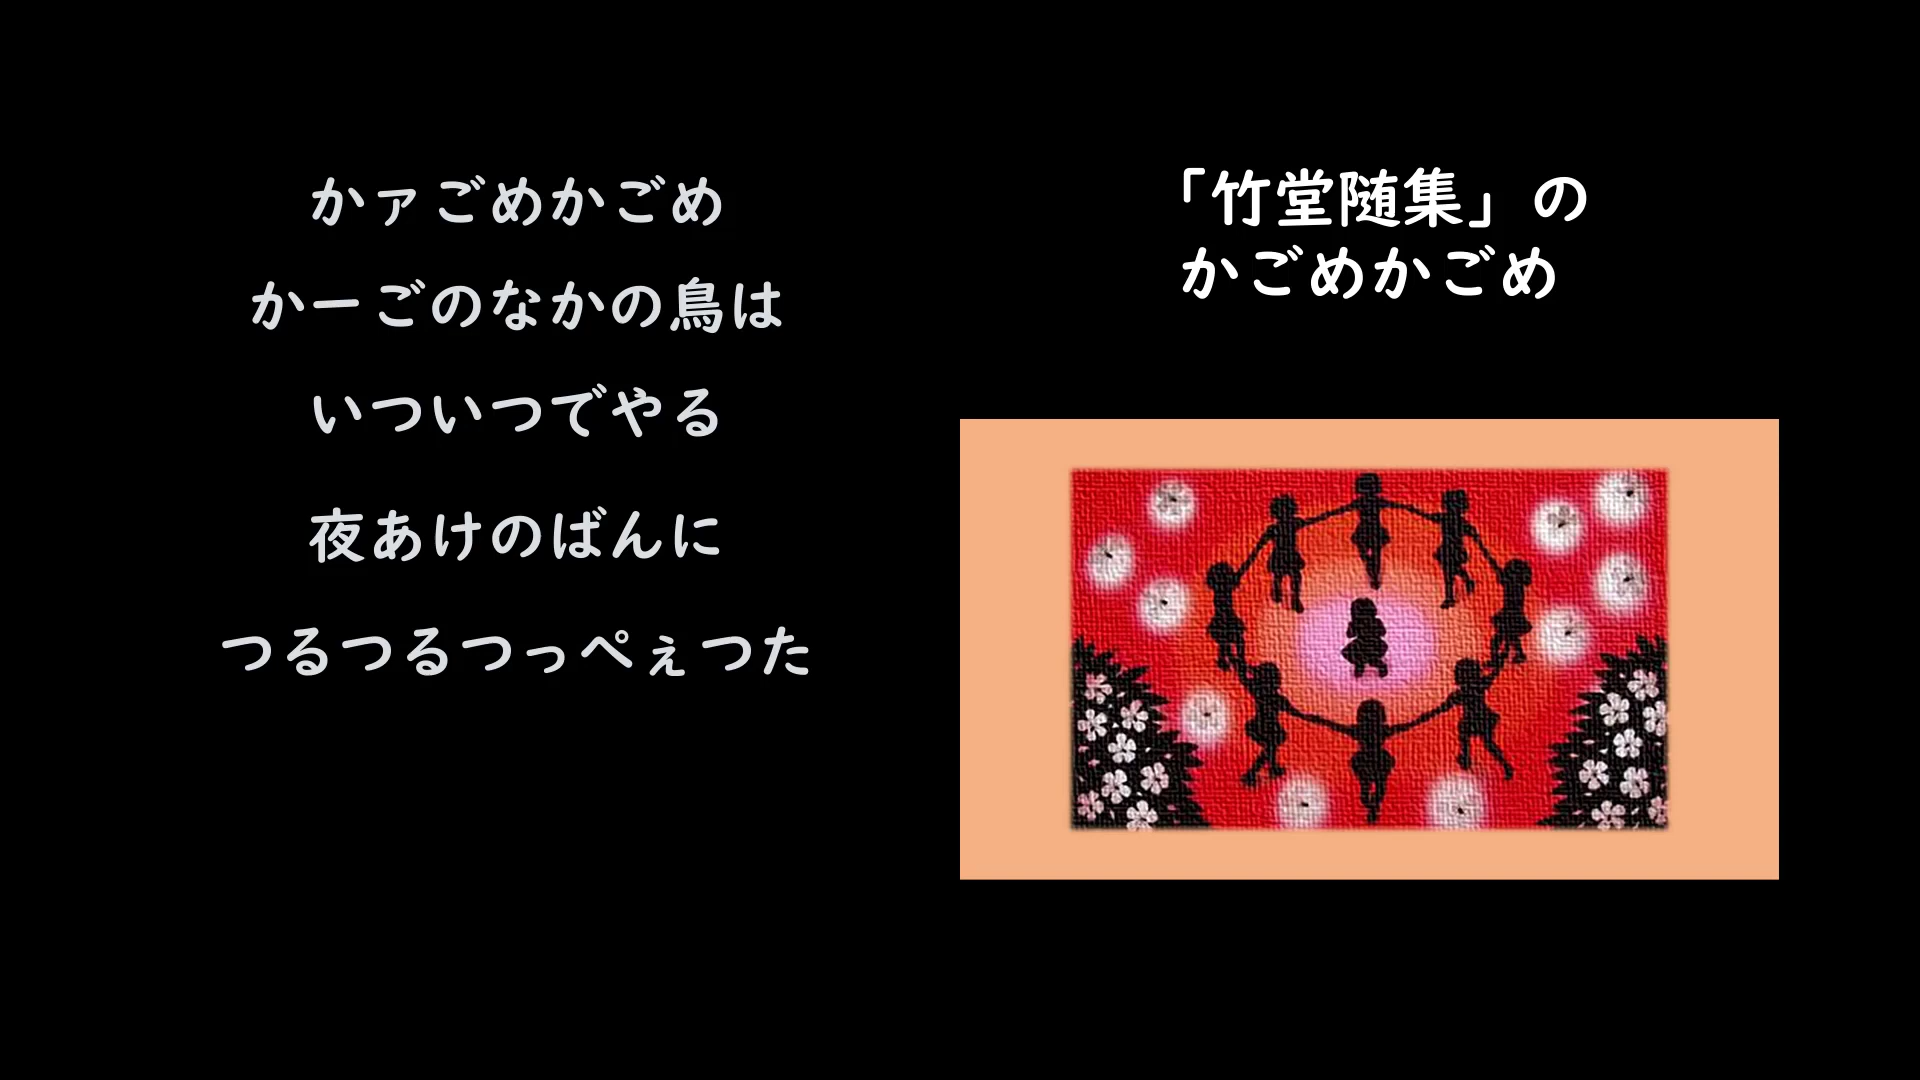 かァごめかごめ
かーごのなかの鳥は
いついつでやる
夜あけのばんに
つるつるつっぺぇつた
「竹堂随集」の
かごめかごめ